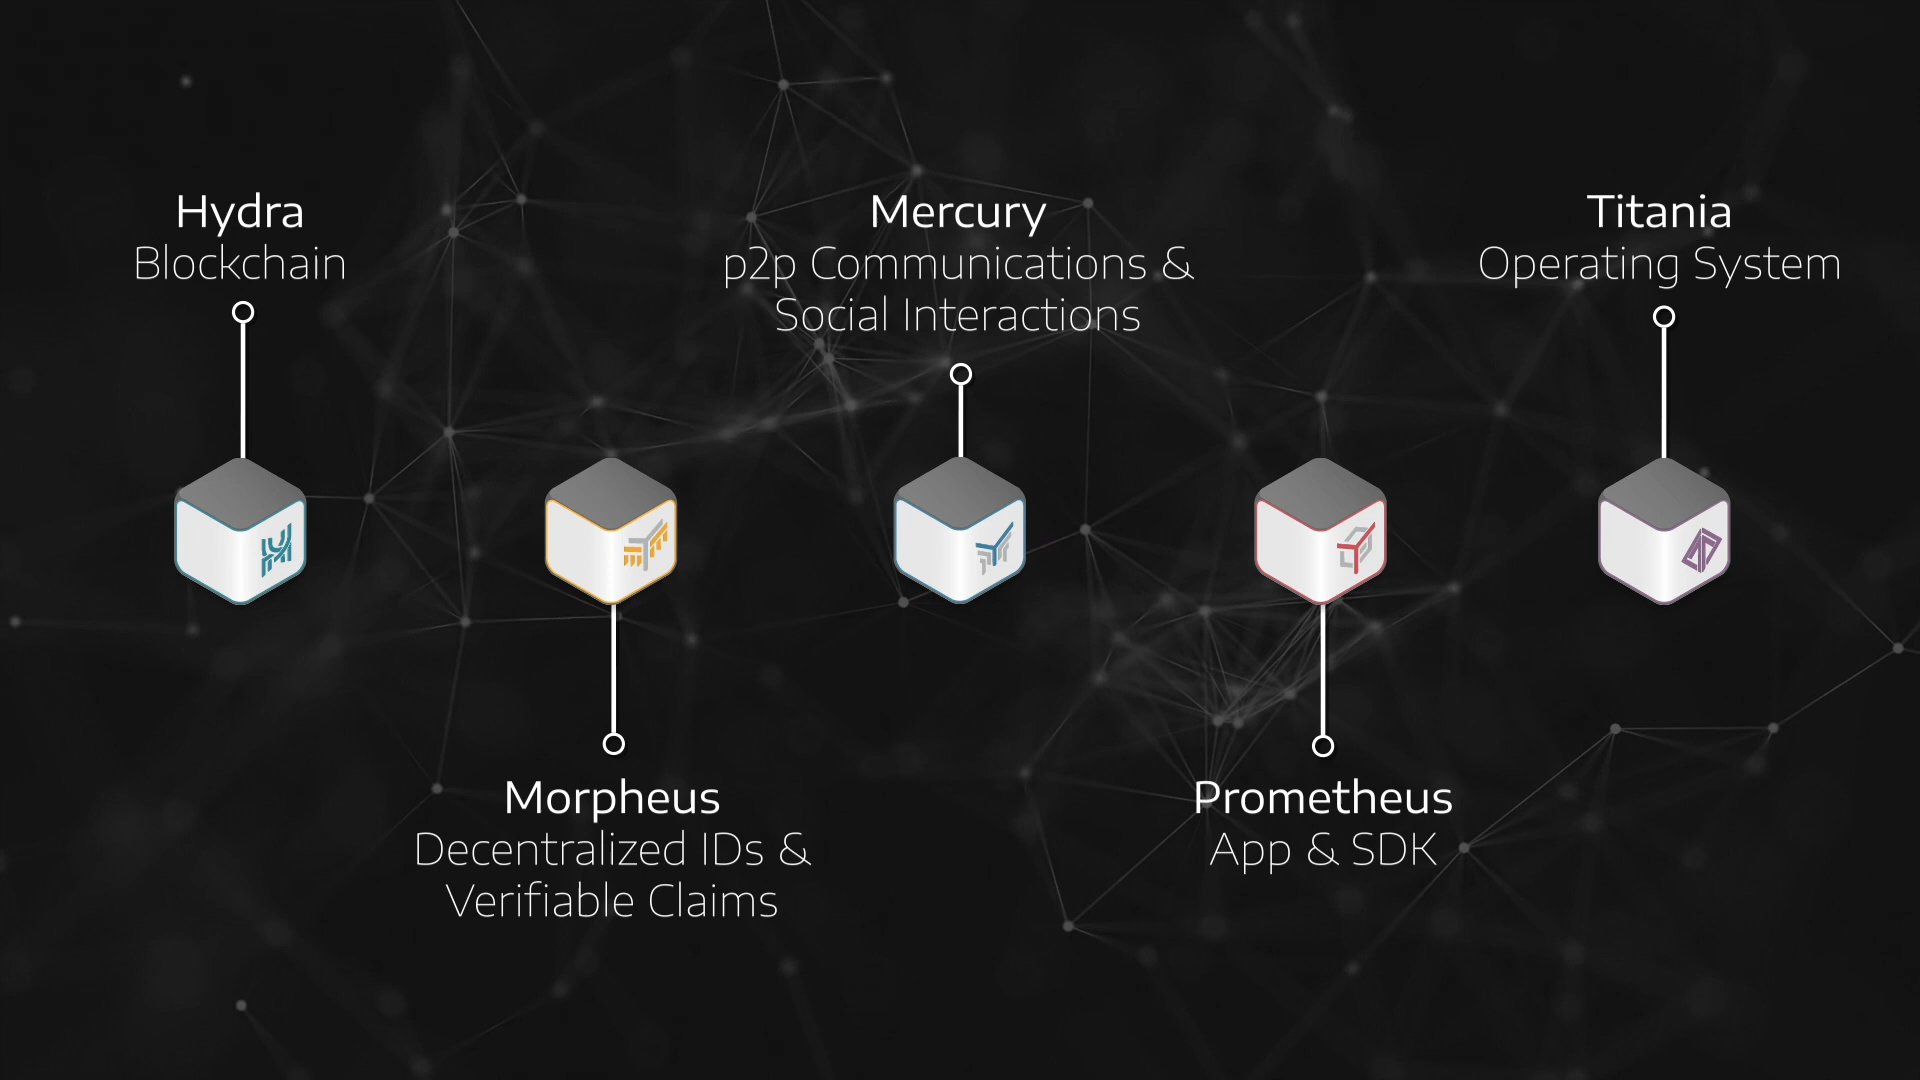 Hydra
Blockchain
Morpheus
Decentralized IDs &
Verifiable Claims
Mercury
p2p Communications &
Social Interactions
Prometheus
App & SDK
Titania
Operating System